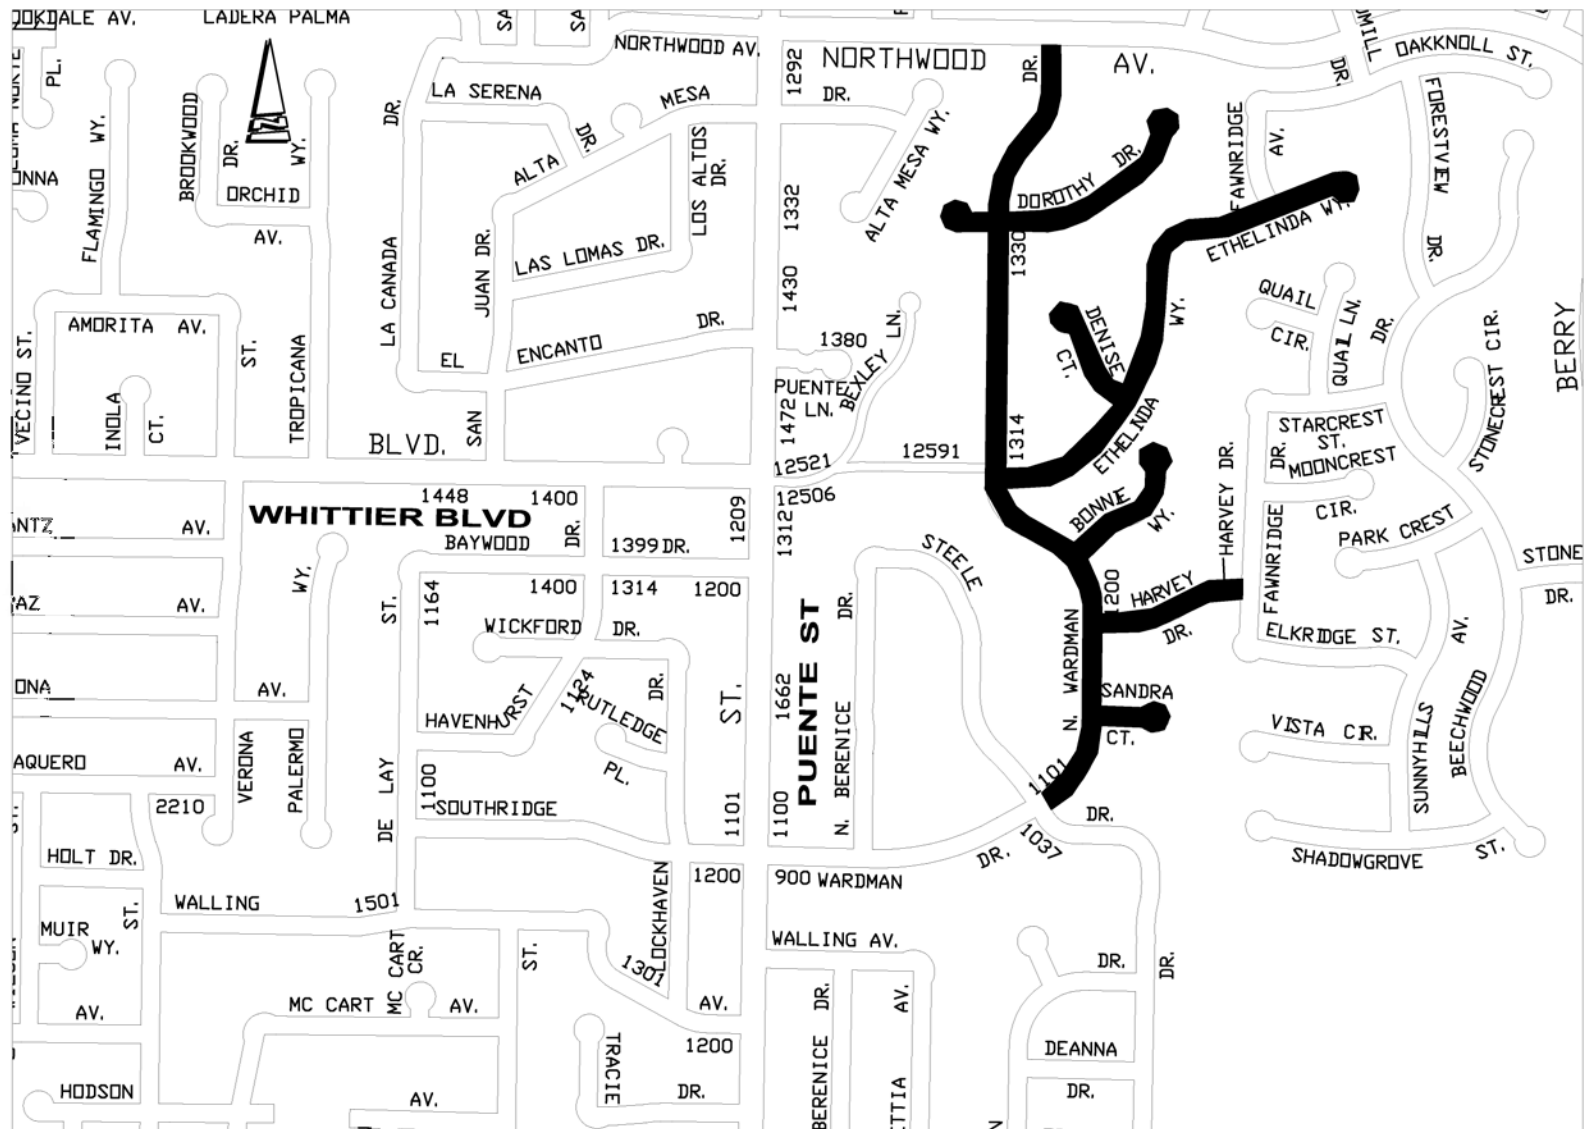 LADERA PALMA
DALE AV.
PL.
FLAMINGO WY.
BROOKWOOD
DR.
WY.
ORCHID
AV.
LA CANADA
DR.
LA SERENA
DR.
NORTHWOOD AV.
MESA
ALTA
LOS ALTOS
DR.
JUAN DR.
LAS LOMAS DR.
EL
ENCANTO
DR.
SAN
1292
1332
1430
1472
NORTHWOOD
AV.
DR.
DR.
ALTA MESA WY.
DOROTHY
DR.
1330
1314
FAWNRIDGE
AV.
ETHELINDA WY.
DR.
OAKKNOLL ST.
FORESTVIEW
DR.
QUAIL
CIR.
QUAIL LN.
DR.
STONECREST CIR.
BERRY
AMORITA AV.
VECINO ST.
INOLA
CT.
ST.
TROPICANA
BLVD.
1380
PUENTE
LN.
BEXLEY LN.
DENISE
CT.
WY.
ETHELINDA
12521
12591
12506
1312
STARCREST
ST.
MOONCREST
CIR.
DR.
HARVEY DR.
PARK CREST
STONE
DR.
FAWNRIDGE
1448
1400
WHITTIER BLVD
BAYWOOD
DR.
1399 DR.
1209
AV.
AV.
WY.
ST.
1164
1400
1314
1200
WICKFORD
DR.
BONNIE
WY.
STEELE
1200
HARVEY
DR.
ELKRIDGE ST.
AV.
BEECHWOOD
SUNNYHILLS
VISTA CIR.
N. WARDMAN
SANDRA
CT.
1101
PUENTE ST
1662
1100
N. BERENICE
DR.
ST.
1101
HAVENHURST
1124
RUTLEDGE
PL.
DR.
AV.
AQUERO
AV.
VERONA
PALERMO
2210
DE LAY
1100
SOUTHRIDGE
DR.
1037
DR.
SHADOWGROVE
ST.
HOLT DR.
WALLING
1501
ST.
LOCKHAVEN
1200
900 WARDMAN
MUIR
WY.
MC CART
CR.
ST.
1301
WALLING AV.
DR.
DR.
AV.
MC CART
AV.
AV.
1200
DR.
AV.
DEANNA
DR.
HODSON
AV.
TRACIE
DR.
BERENICE